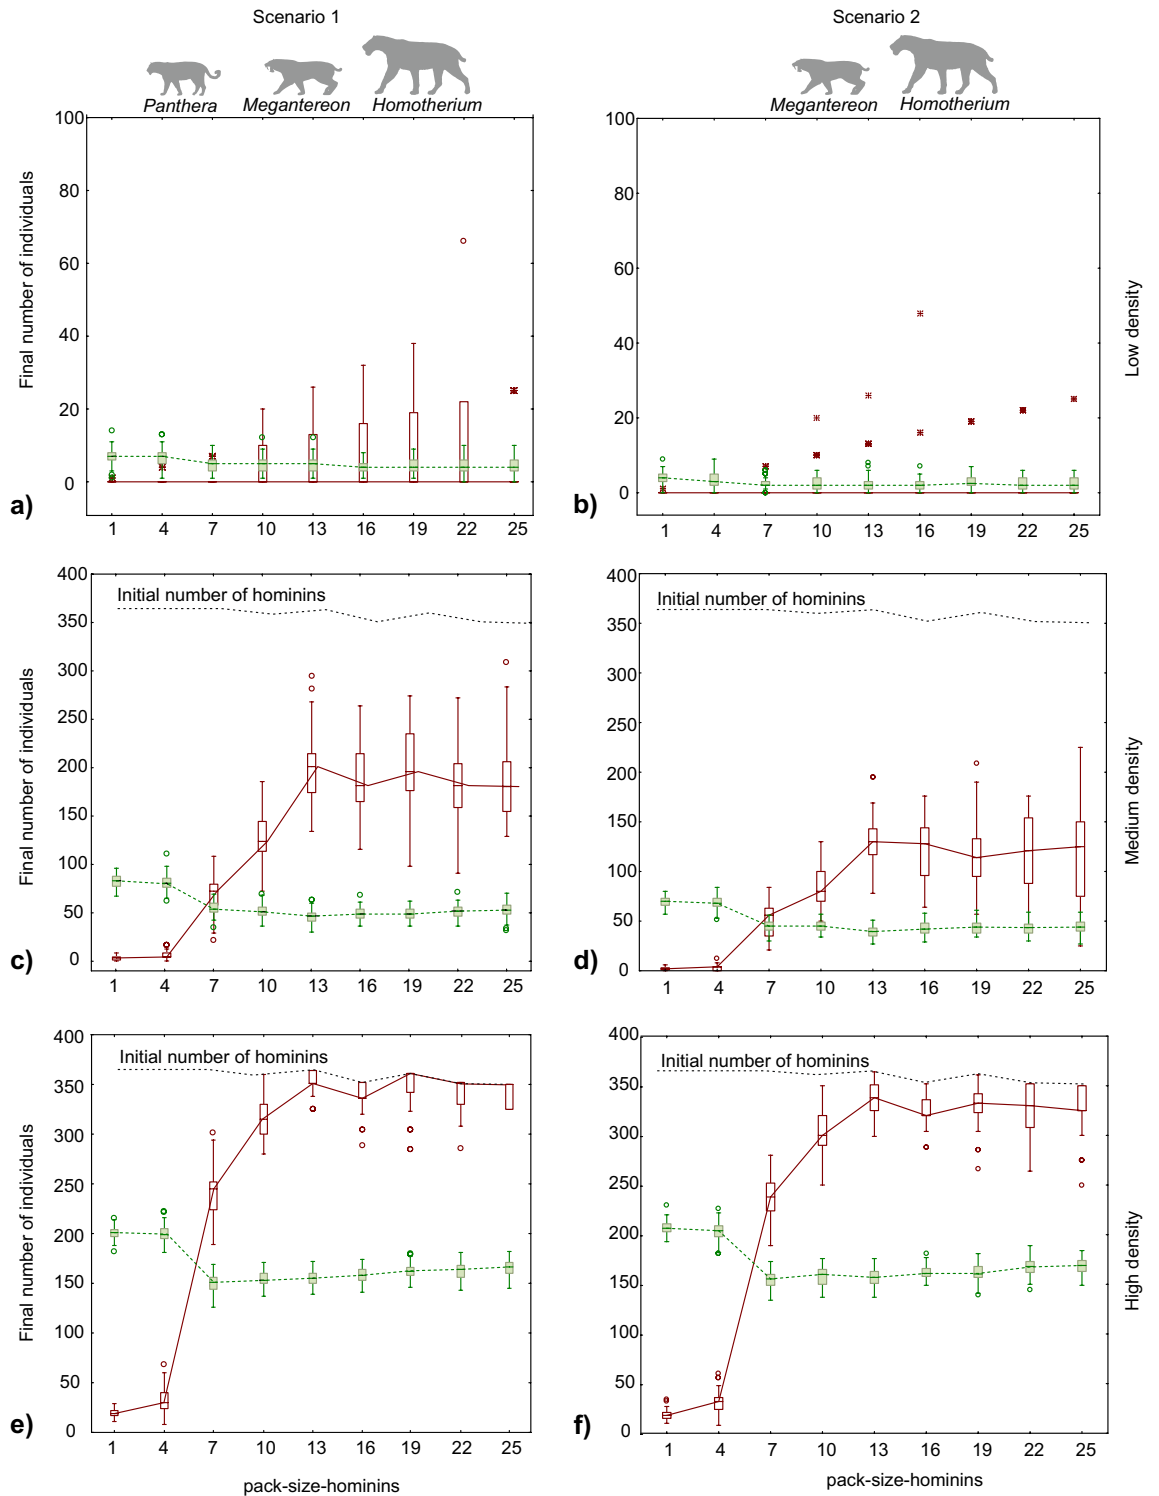 Scenario 1
Scenario 2
Panthera Megantereon Homotherium
Megantereon Homotherium
100
80
60
40
20
0
Final number of individuals
a)
1 4 7 10 13 16 19 22 25
100
80
60
40
20
0
Low density
b)
1 4 7 10 13 16 19 22 25
400
350
300
250
200
150
100
50
0
Final number of individuals
Initial number of hominins
c)
1 4 7 10 13 16 19 22 25
400
350
300
250
200
150
100
50
0
Initial number of hominins
Medium density
d)
1 4 7 10 13 16 19 22 25
400
350
300
250
200
150
100
50
0
Final number of individuals
Initial number of hominins
e)
1 4 7 10 13 16 19 22 25
pack-size-hominins
400
350
300
250
200
150
100
50
0
Initial number of hominins
High density
f)
1 4 7 10 13 16 19 22 25
pack-size-hominins